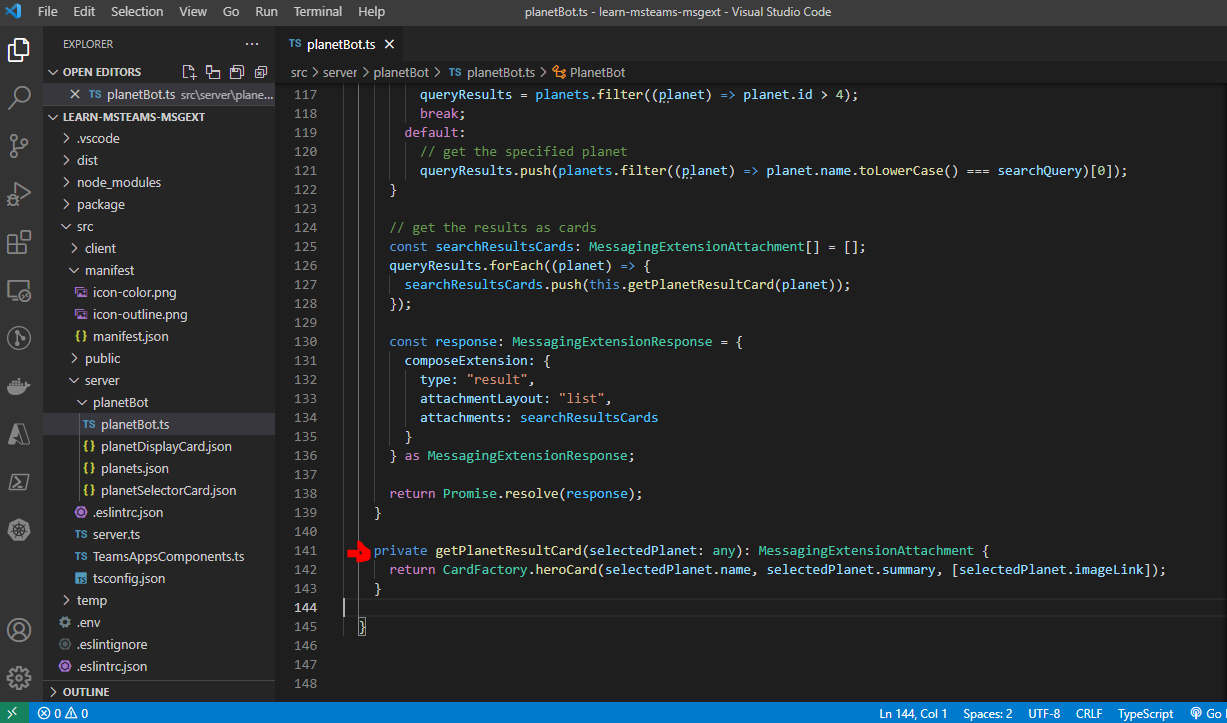 File Edit Selection View Go Run Terminal Help planetBot.ts - learn-msteams-msgext - Visual Studio Code
EXPLORER ...
OPEN EDITORS
TS planetBot.ts src\server\plane...
LEARN-MSTEAMS-MSGEXT
.vscode
dist
node_modules
package
src
client
manifest
icon-color.png
icon-outline.png
{} manifest.json
public
server
planetBot
TS planetBot.ts
{} planetDisplayCard.json
{} planets.json
{} planetSelectorCard.json
.eslintrc.json
TS server.ts
TS TeamsAppsComponents.ts
TS tsconfig.json
temp
.env
.eslintignore
.eslintrc.json
OUTLINE
TS planetBot.ts
src > server > planetBot > TS planetBot.ts > PlanetBot
117 queryResults = planets.filter((planet) => planet.id > 4);
118 break;
119 default:
120 // get the specified planet
121 queryResults.push(planets.filter((planet) => planet.name.toLowerCase() === searchQuery)[0]);
122 }
123
124 // get the results as cards
125 const searchResultsCards: MessagingExtensionAttachment[] = [];
126 queryResults.forEach((planet) => {
127 searchResultsCards.push(this.getPlanetResultCard(planet));
128 });
129
130 const response: MessagingExtensionResponse = {
131 composeExtension: {
132 type: "result",
133 attachmentLayout: "list",
134 attachments: searchResultsCards
135 }
136 } as MessagingExtensionResponse;
137
138 return Promise.resolve(response);
139 }
140
141 private getPlanetResultCard(selectedPlanet: any): MessagingExtensionAttachment {
142 return CardFactory.heroCard(selectedPlanet.name, selectedPlanet.summary, [selectedPlanet.imageLink]);
143 }
144
145 }
146
147
148
0 0 Ln 144, Col 1 Spaces: 2 UTF-8 CRLF TypeScript Go